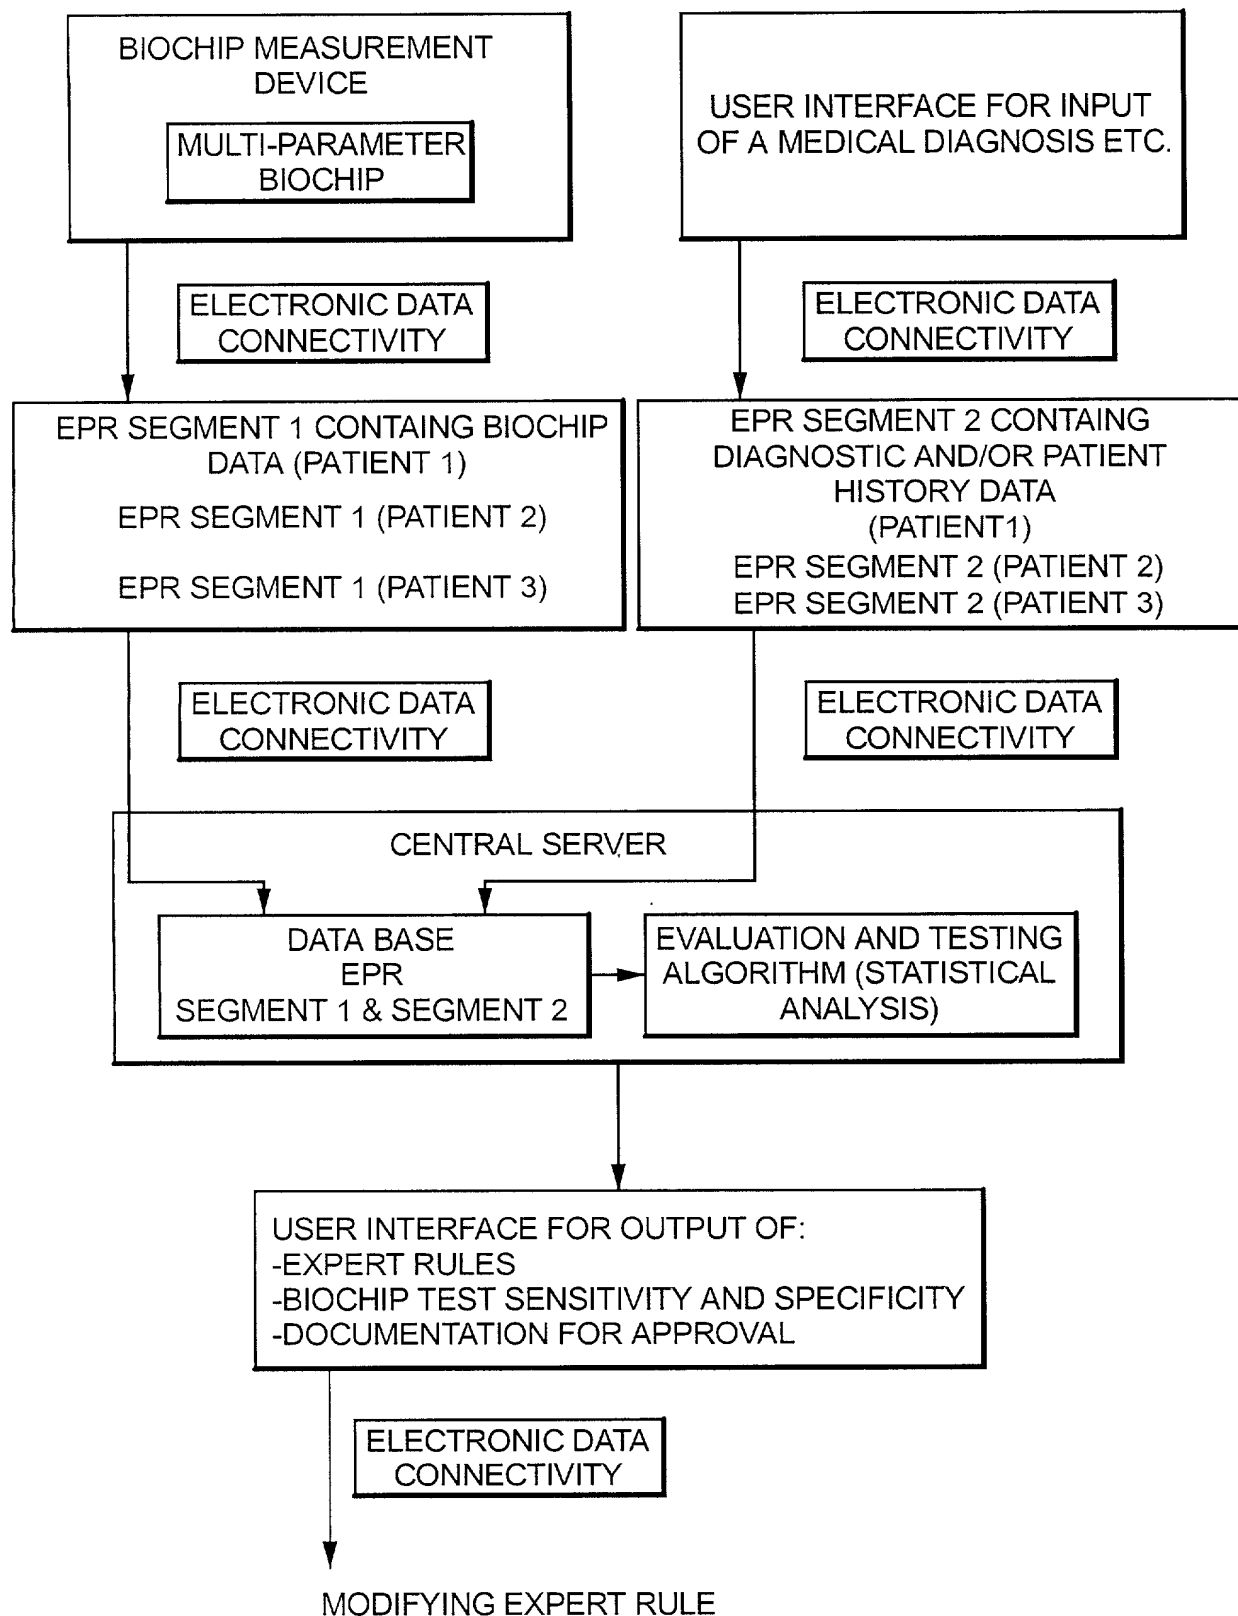 BIOCHIP MEASUREMENT
DEVICE
MULTI-PARAMETER
BIOCHIP
USER INTERFACE FOR INPUT
OF A MEDICAL DIAGNOSIS ETC.
ELECTRONIC DATA
CONNECTIVITY
ELECTRONIC DATA
CONNECTIVITY
EPR SEGMENT 1 CONTAING BIOCHIP
DATA (PATIENT 1)
EPR SEGMENT 1 (PATIENT 2)
EPR SEGMENT 1 (PATIENT 3)
EPR SEGMENT 2 CONTAING
DIAGNOSTIC AND/OR PATIENT
HISTORY DATA
(PATIENT1)
EPR SEGMENT 2 (PATIENT 2)
EPR SEGMENT 2 (PATIENT 3)
ELECTRONIC DATA
CONNECTIVITY
ELECTRONIC DATA
CONNECTIVITY
CENTRAL SERVER
DATA BASE
EPR
SEGMENT 1 & SEGMENT 2
EVALUATION AND TESTING
ALGORITHM (STATISTICAL
ANALYSIS)
USER INTERFACE FOR OUTPUT OF:
-EXPERT RULES
-BIOCHIP TEST SENSITIVITY AND SPECIFICITY
-DOCUMENTATION FOR APPROVAL
ELECTRONIC DATA
CONNECTIVITY
MODIFYING EXPERT RULE